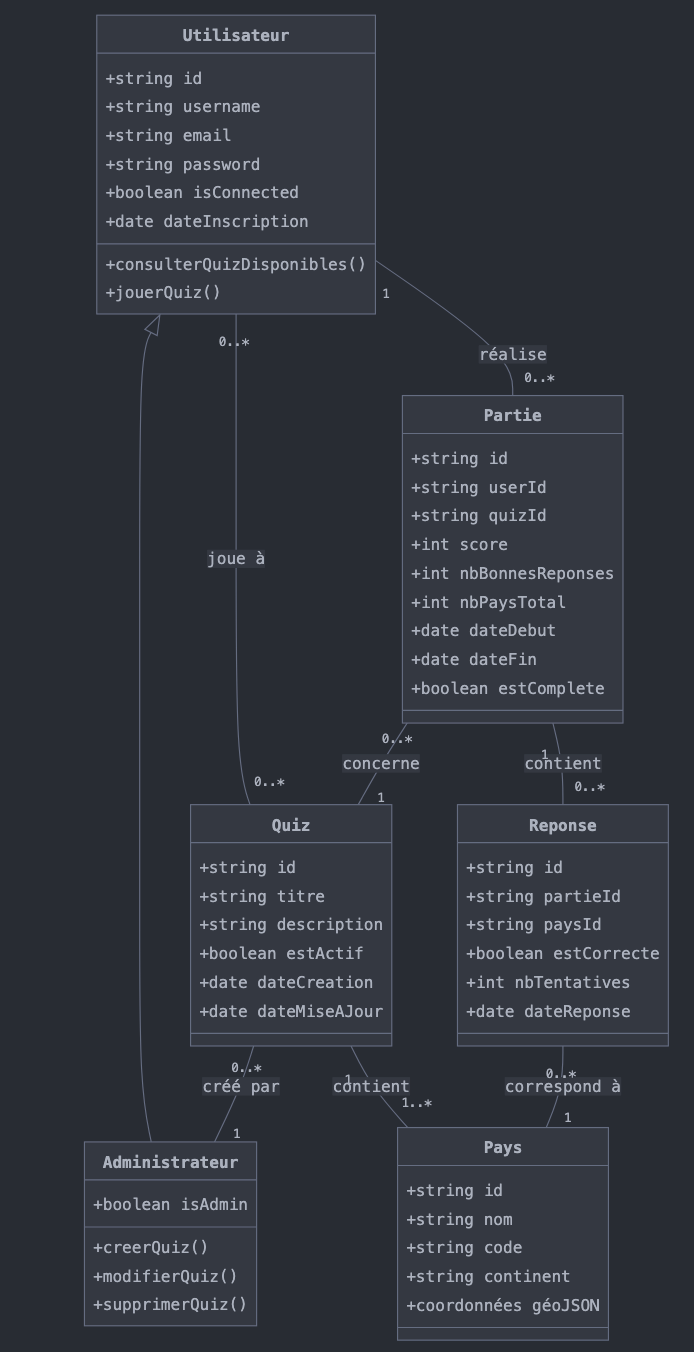 Utilisateur
+string id
+string username
+string email
+string password
+boolean isConnected
+date dateInscription
+consulterQuizDisponibles()
+jouerQuiz()
1
0..*
réalise
0..*
Partie
+string id
+string userId
+string quizId
+int score
+int nbBonnesReponses
+int nbPaysTotal
+date dateDebut
+date dateFin
+boolean estComplete
joue à
0..*
0..*
concerne
1
1
contient
0..*
Quiz
+string id
+string titre
+string description
+boolean estActif
+date dateCreation
+date dateMiseAJour
Reponse
+string id
+string partieId
+string paysId
+boolean estCorrecte
+int nbTentatives
+date dateReponse
0..*
créé par
1
1
contient
1..*
0..*
correspond à
1
Administrateur
+boolean isAdmin
+creerQuiz()
+modifierQuiz()
+supprimerQuiz()
Pays
+string id
+string nom
+string code
+string continent
+coordonnées géoJSON